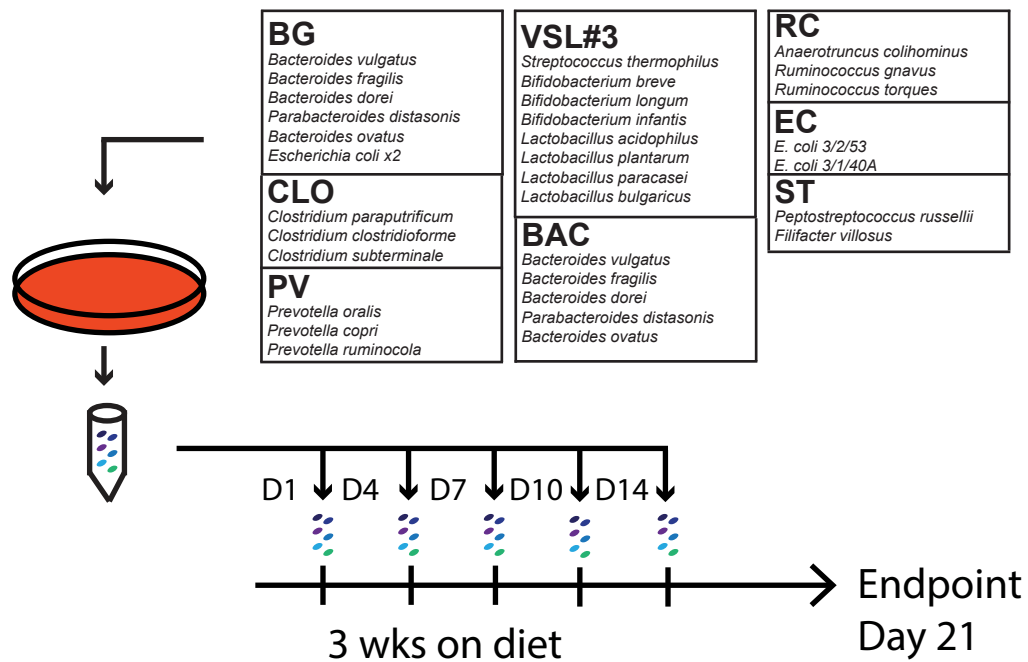 BG
Bacteroides vulgatus
Bacteroides fragilis
Bacteroides dorei
Parabacteroides distasonis
Bacteroides ovatus
Escherichia coli x2
CLO
Clostridium paraputrificum
Clostridium clostridioforme
Clostridium subterminale
PV
Prevotella oralis
Prevotella copri
Prevotella ruminocola
VSL#3
Streptococcus thermophilus
Bifidobacterium breve
Bifidobacterium longum
Bifidobacterium infantis
Lactobacillus acidophilus
Lactobacillus plantarum
Lactobacillus paracasei
Lactobacillus bulgaricus
BAC
Bacteroides vulgatus
Bacteroides fragilis
Bacteroides dorei
Parabacteroides distasonis
Bacteroides ovatus
RC
Anaerotruncus colihominus
Ruminococcus gnavus
Ruminococcus torques
EC
E. coli 3/2/53
E. coli 3/1/40A
ST
Peptostreptococcus russellii
Filifacter villosus
D1 D4 D7 D10 D14
3 wks on diet
Endpoint
Day 21